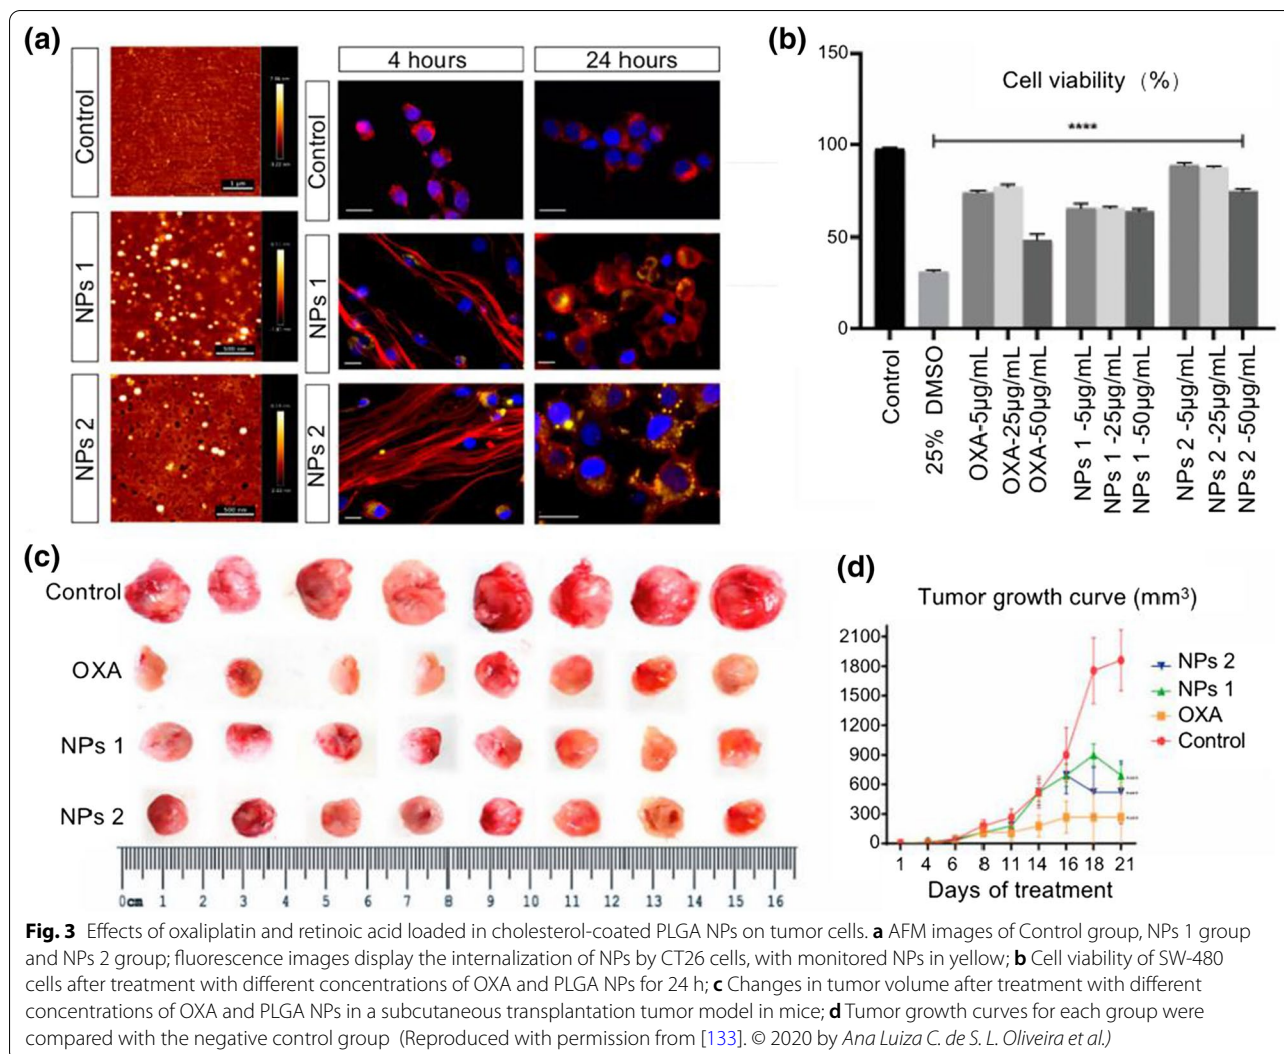 (a)
4 hours
24 hours
Control
Control
1 µm
NPs 1
NPs 1
500 nm
NPs 2
NPs 2
500 nm
(b)
Cell viability (%)
****
150
100
50
0
Control
25% DMSO
OXA-5µg/mL
OXA-25µg/mL
OXA-50µg/mL
NPs 1 -5µg/mL
NPs 1 -25µg/mL
NPs 1 -50µg/mL
NPs 2 -5µg/mL
NPs 2 -25µg/mL
NPs 2 -50µg/mL
(c)
Control
OXA
NPs 1
NPs 2
0cm 1 2 3 4 5 6 7 8 9 10 11 12 13 14 15 16
(d)
Tumor growth curve (mm³)
2100
1800
1500
1200
900
600
300
0
1 4 6 8 11 14 16 18 21
Days of treatment
NPs 2
NPs 1
OXA
Control
Fig. 3 Effects of oxaliplatin and retinoic acid loaded in cholesterol-coated PLGA NPs on tumor cells. a AFM images of Control group, NPs 1 group
and NPs 2 group; fluorescence images display the internalization of NPs by CT26 cells, with monitored NPs in yellow; b Cell viability of SW-480
cells after treatment with different concentrations of OXA and PLGA NPs for 24 h; c Changes in tumor volume after treatment with different
concentrations of OXA and PLGA NPs in a subcutaneous transplantation tumor model in mice; d Tumor growth curves for each group were
compared with the negative control group (Reproduced with permission from [133]. © 2020 by Ana Luiza C. de S. L. Oliveira et al.)